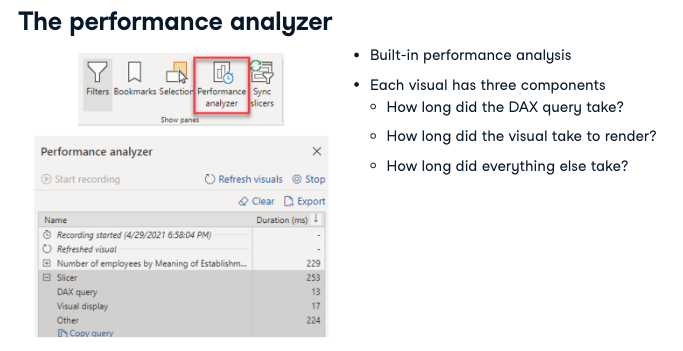 The performance analyzer
Filters
Bookmarks
Selection
Performance
analyzer
Sync
slicers
Show panes
Performance analyzer
Start recording
Refresh visuals
Stop
Clear
Export
Name
Duration (ms)
Recording started (4/29/2021 6:58:04 PM)
-
Refreshed visual
-
Number of employees by Meaning of Establishm...
229
Slicer
253
DAX query
13
Visual display
17
Other
224
Copy query
• Built-in performance analysis
• Each visual has three components
○ How long did the DAX query take?
○ How long did the visual take to render?
○ How long did everything else take?